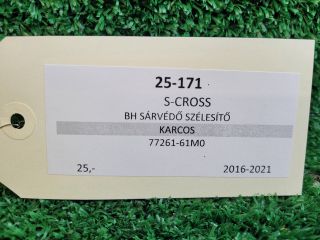 25-171
S-CROSS
BH SÁRVÉDŐ SZÉLESÍTŐ
KARCOS
77261-61M0
25,- 2016-2021